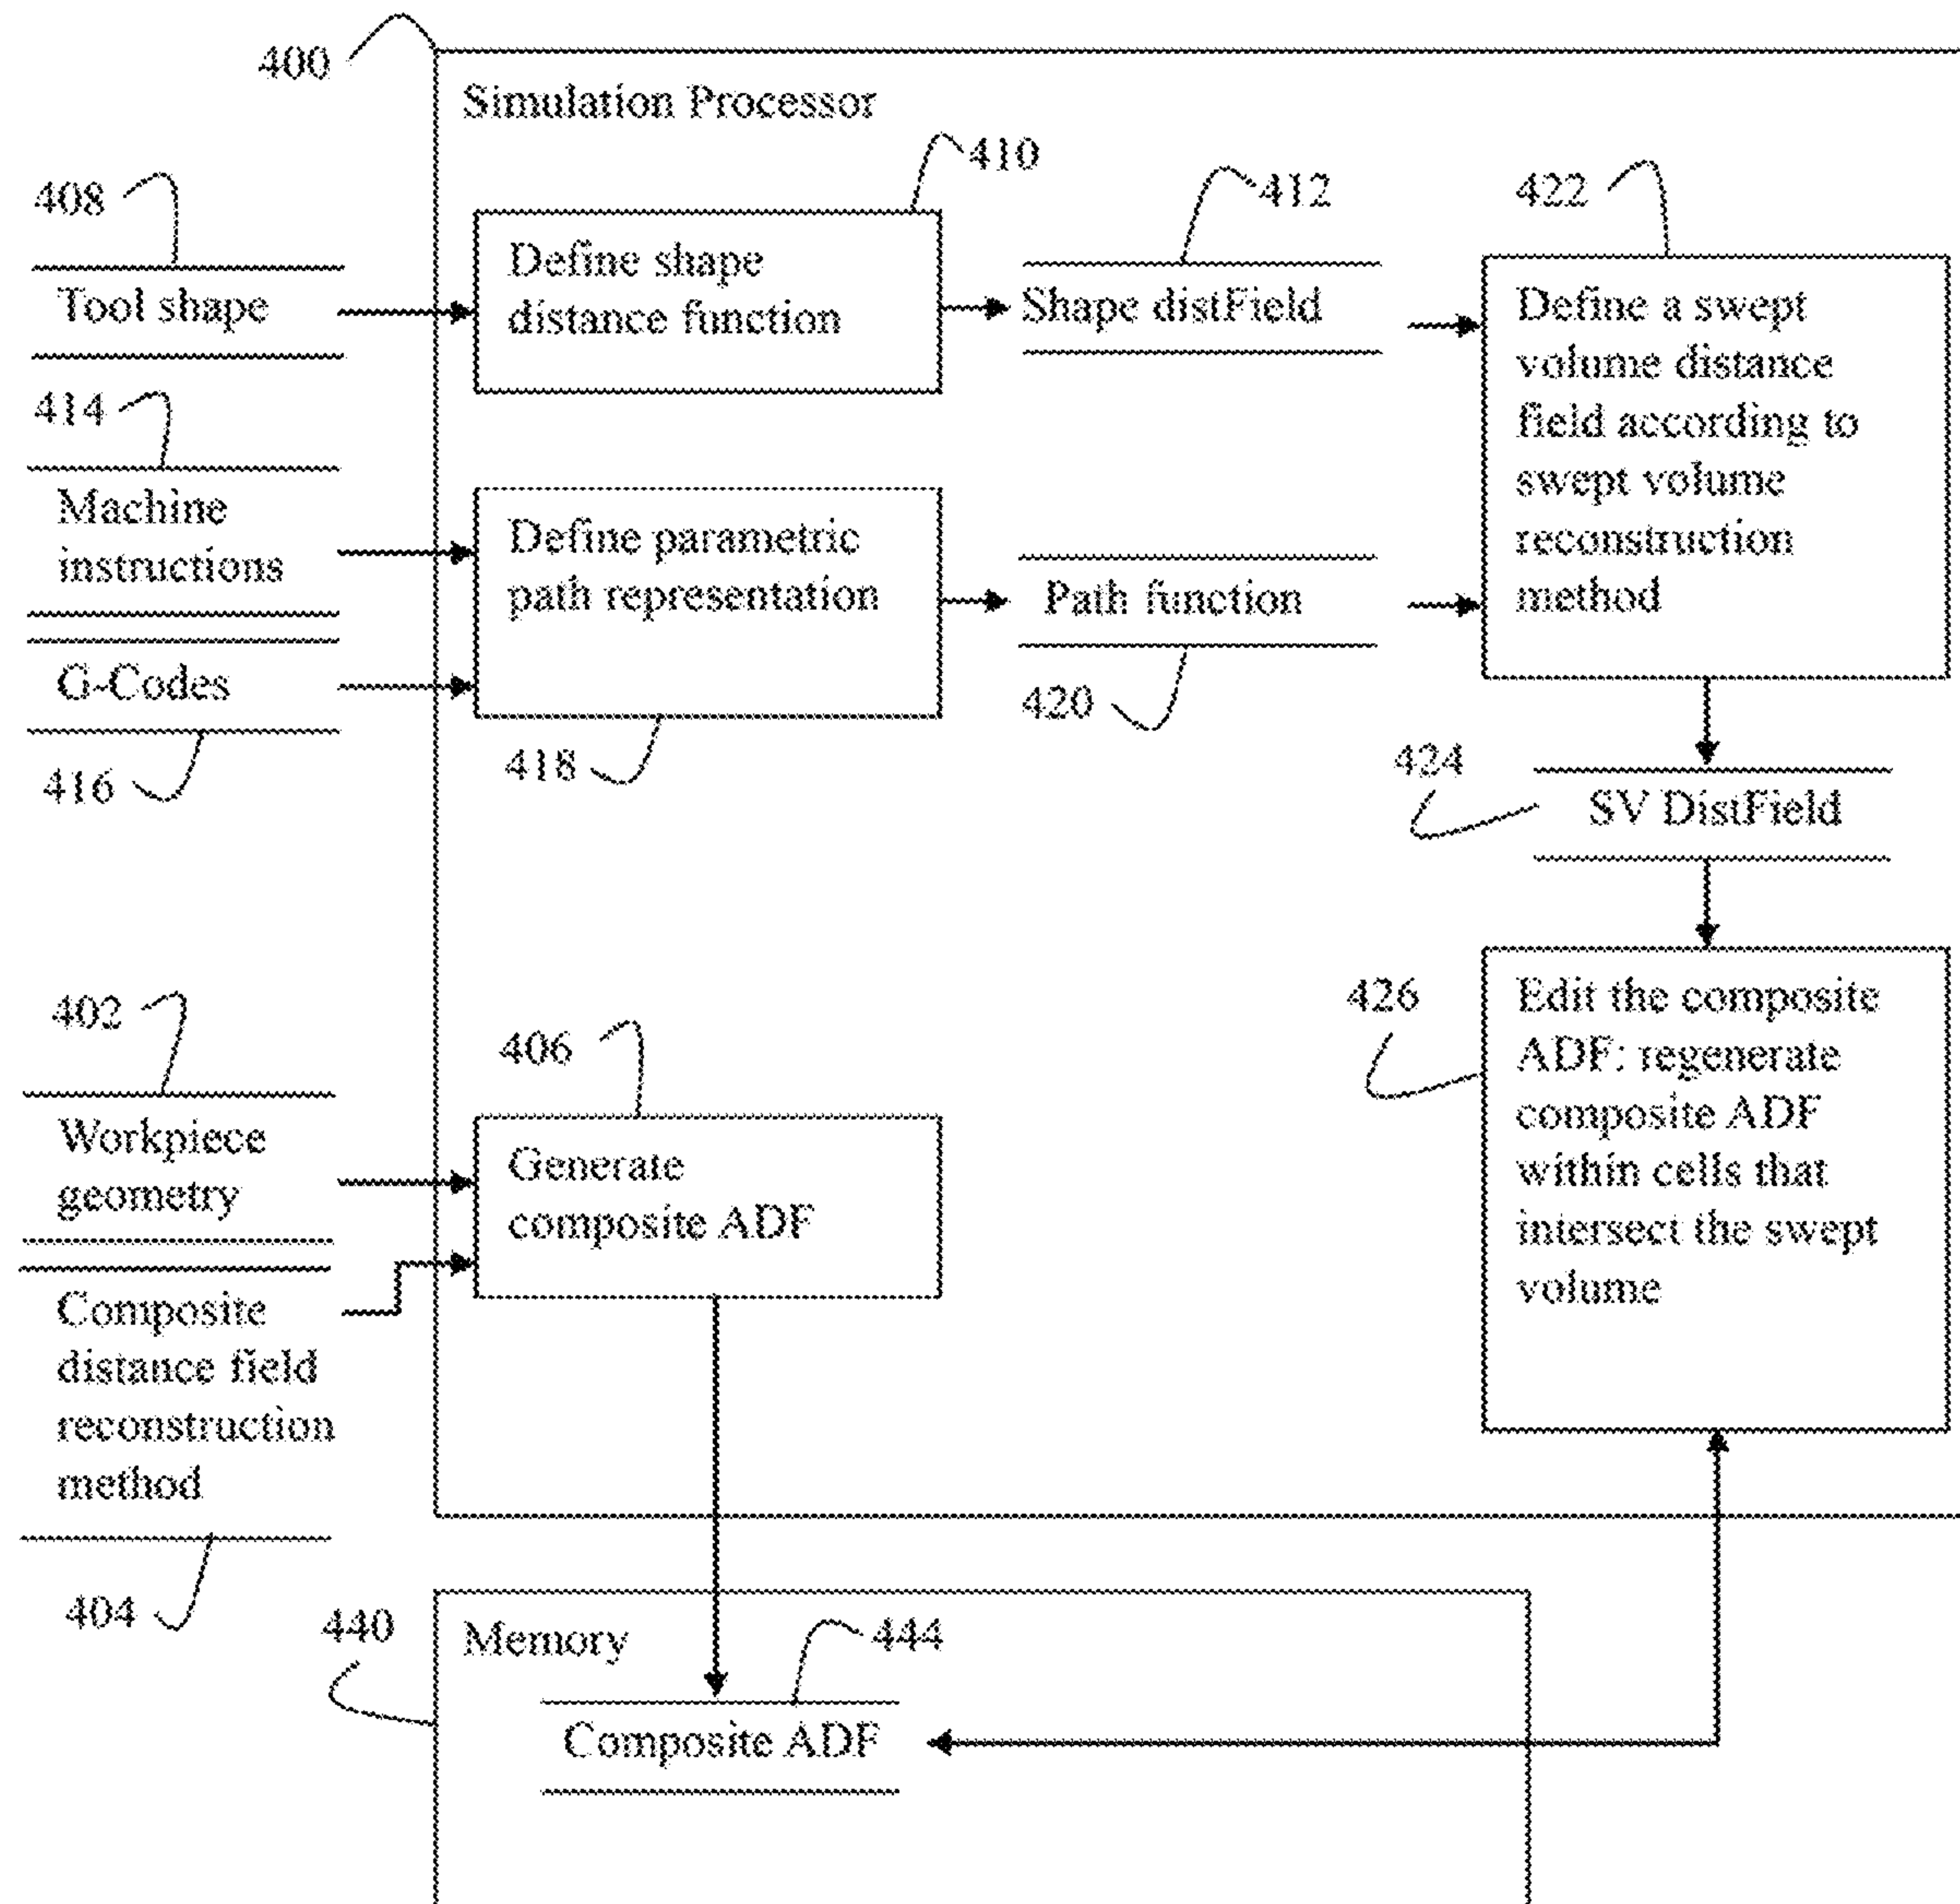 400
Simulation Processor
410
408
412
422
Tool shape
Define shape
distance function
Shape distField
Define a swept
volume distance
field according to
swept volume
reconstruction
method
414
Machine
instructions
Define parametric
path representation
Path function
G-Codes
420
418
416
424
SV DistField
402
406
426
Edit the composite
ADF: regenerate
composite ADF
within cells that
intersect the swept
volume
Workpiece
geometry
Generate
composite ADF
Composite
distance field
reconstruction
method
404
440
Memory
444
Composite ADF